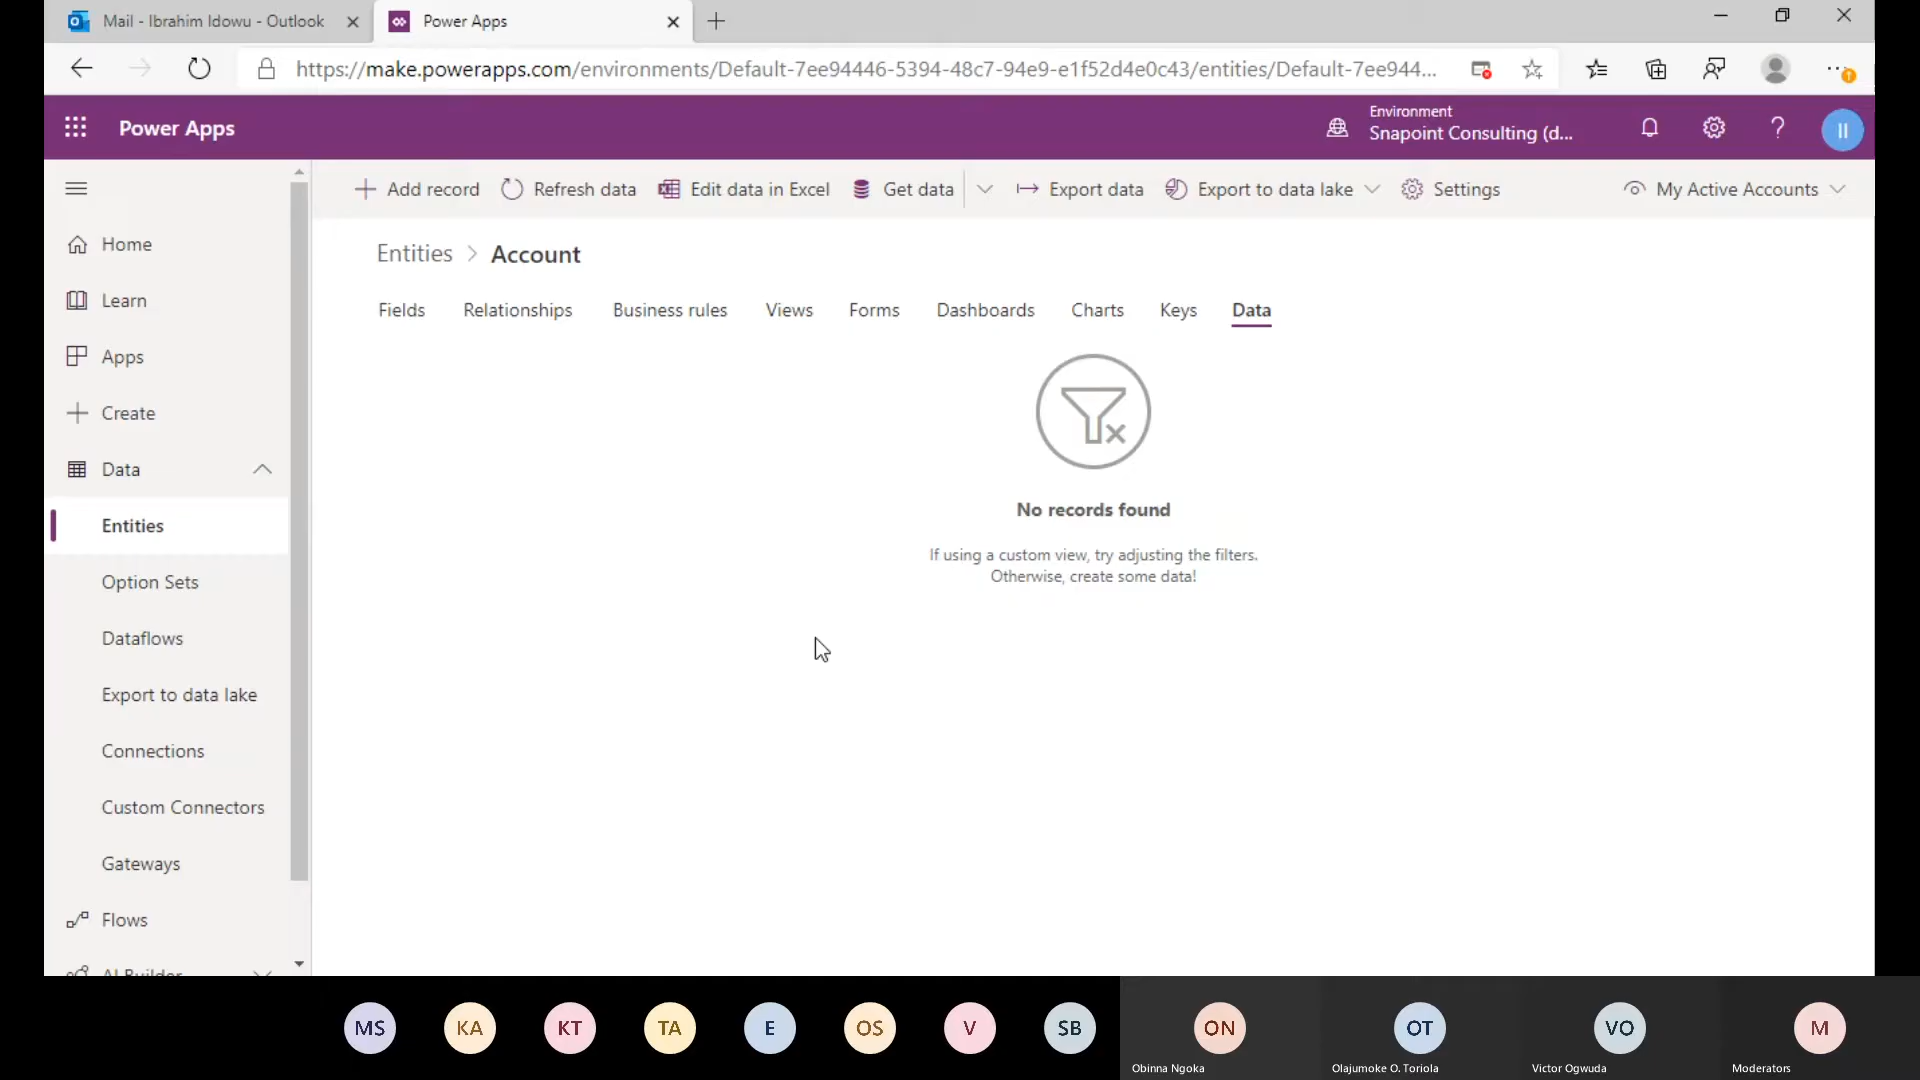 Mail - Ibrahim Idowu - Outlook
Power Apps
https://make.powerapps.com/environments/Default-7ee94446-5394-48c7-94e9-e1f52d4e0c43/entities/Default-7ee944...
Power Apps
Environment
Snapoint Consulting (d...
II
Add record
Refresh data
Edit data in Excel
Get data
Export data
Export to data lake
Settings
My Active Accounts
Home
Learn
Apps
Create
Data
Entities
Option Sets
Dataflows
Export to data lake
Connections
Custom Connectors
Gateways
Flows
AI Builder
Entities > Account
Fields
Relationships
Business rules
Views
Forms
Dashboards
Charts
Keys
Data
No records found
If using a custom view, try adjusting the filters.
Otherwise, create some data!
MS
KA
KT
TA
E
OS
V
SB
ON
OT
VO
M
Obinna Ngoka
Olajumoke O. Toriola
Victor Ogwuda
Moderators